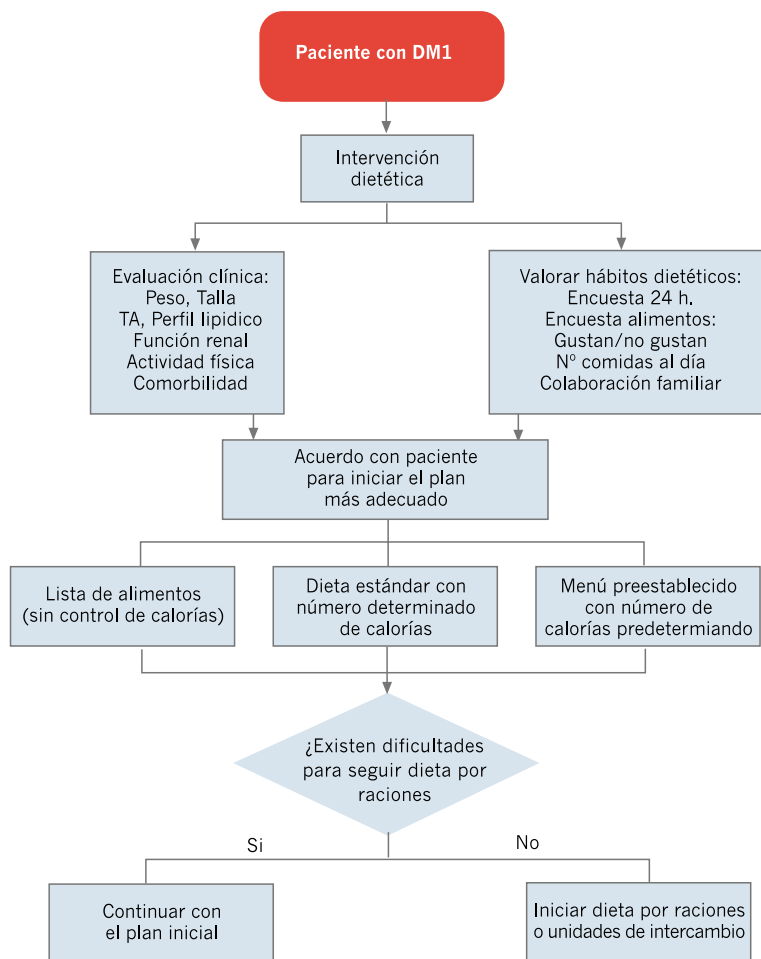 Paciente con DM1
Intervención
dietética
Evaluación clínica:
Peso, Talla
TA, Perfil lipidico
Función renal
Actividad física
Comorbilidad
Valorar hábitos dietéticos:
Encuesta 24 h.
Encuesta alimentos:
Gustan/no gustan
Nº comidas al día
Colaboración familiar
Acuerdo con paciente
para iniciar el plan
más adecuado
Lista de alimentos
(sin control de calorías)
Dieta estándar con
número determinado
de calorías
Menú preestablecido
con número de
calorías predetermiando
¿Existen dificultades
para seguir dieta por
raciones
Si
No
Continuar con
el plan inicial
Iniciar dieta por raciones
o unidades de intercambio